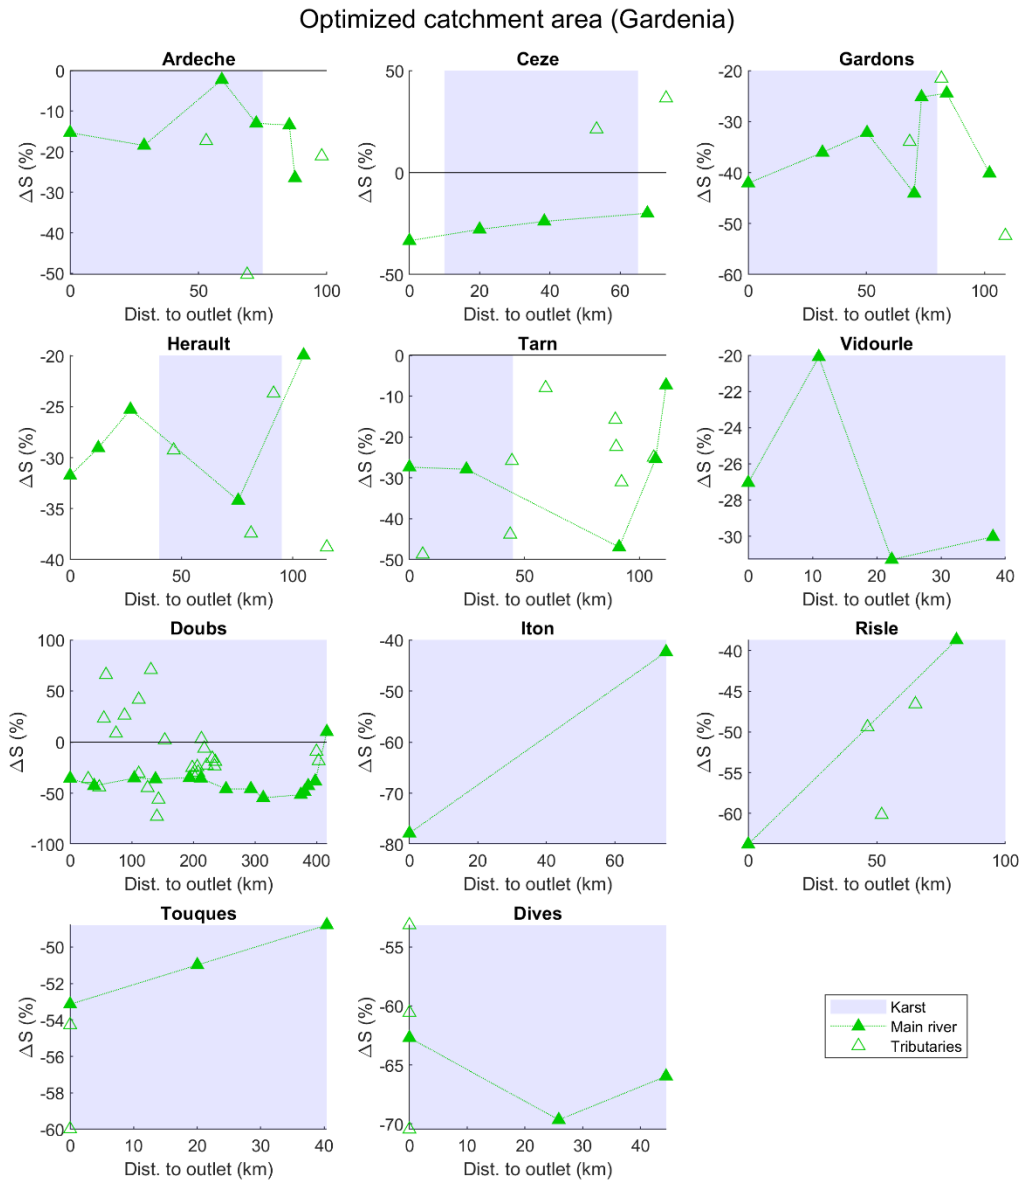 Optimized catchment area (Gardenia)
Ardeche
0
-10
-20
-30
-40
-50
ΔS (%)
0 50 100
Dist. to outlet (km)
Ceze
50
0
-50
ΔS (%)
0 20 40 60
Dist. to outlet (km)
Gardons
-20
-30
-40
-50
-60
ΔS (%)
0 50 100
Dist. to outlet (km)
Herault
-20
-25
-30
-35
-40
ΔS (%)
0 50 100
Dist. to outlet (km)
Tarn
0
-10
-20
-30
-40
-50
ΔS (%)
0 50 100
Dist. to outlet (km)
Vidourle
-20
-22
-24
-26
-28
-30
ΔS (%)
0 10 20 30 40
Dist. to outlet (km)
Doubs
100
50
0
-50
-100
ΔS (%)
0 100 200 300 400
Dist. to outlet (km)
Iton
-40
-50
-60
-70
-80
ΔS (%)
0 20 40 60
Dist. to outlet (km)
Risle
-40
-45
-50
-55
-60
ΔS (%)
0 50 100
Dist. to outlet (km)
Touques
-50
-52
-54
-56
-58
-60
ΔS (%)
0 20 40
Dist. to outlet (km)
Dives
-55
-60
-65
-70
ΔS (%)
0 10 20 30 40
Dist. to outlet (km)
Karst
Main river
Tributaries